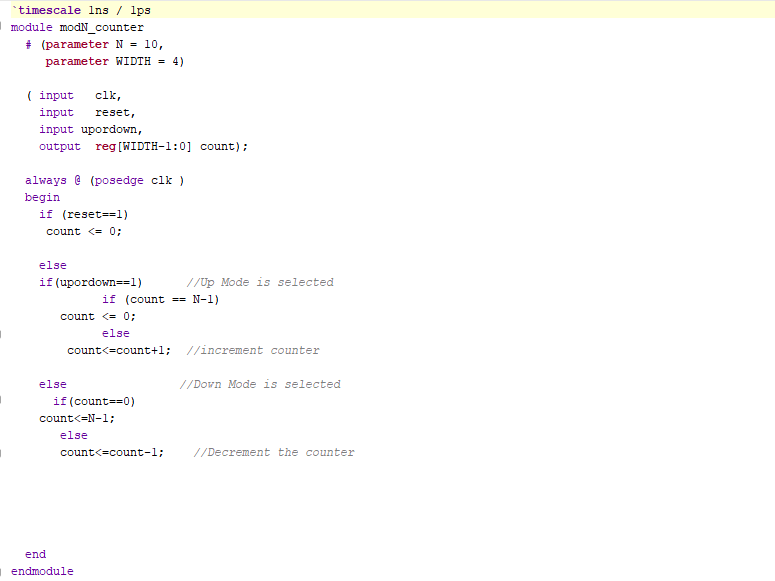 `timescale 1ns / 1ps
module modN_counter
# (parameter N = 10,
parameter WIDTH = 4)
( input clk,
input reset,
input upordown,
output reg[WIDTH-1:0] count);
always @ (posedge clk )
begin
if (reset==1)
count <= 0;
else
if(upordown==1) //Up Mode is selected
if (count == N-1)
count <= 0;
else
count<=count+1; //increment counter
else //Down Mode is selected
if(count==0)
count<=N-1;
else
count<=count-1; //Decrement the counter
end
endmodule